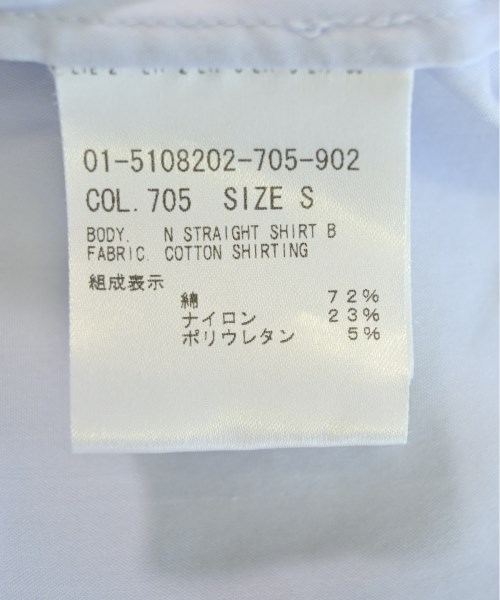 01-5108202-705-902
COL. 705 SIZE S
BODY. N STRAIGHT SHIRT B
FABRIC. COTTON SHIRTING
組成表示
綿 72%
ナイロン 23%
ポリウレタン 5%